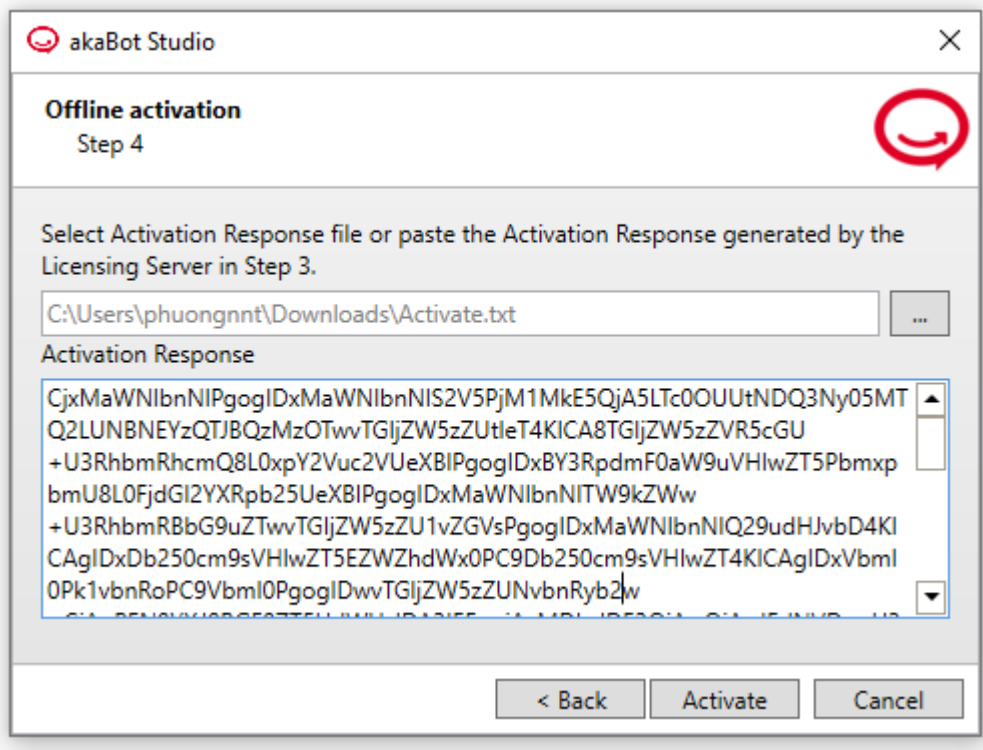 akaBot Studio
Offline activation
Step 4
Select Activation Response file or paste the Activation Response generated by the
Licensing Server in Step 3.
C:\Users\phuongnnt\Downloads\Activate.txt
...
Activation Response
CjxMaWNlbnNlPgogIDxMaWNlbnNlS2V5PjM1MkE5QjA5LTc0OUUtNDQ3Ny05MT
Q2LUNBNEYzQTJBQzMzOTwvTGljZW5zZUtleT4KICA8TGljZW5zZVR5cGU
+U3RhbmRhcmQ8L0xpY2Vuc2VUeXBlPgogIDxBY3RpdmF0aW9uVHlwZT5Pbmxp
bmU8L0FjdGl2YXRpb25UeXBlPgogIDxMaWNlbnNlTW9kZWw
+U3RhbmRBbG9uZTwvTGljZW5zZU1vZGVsPgogIDxMaWNlbnNlQ29udHJvbD4KI
CAgIDxDb250cm9sVHlwZT5EZWZhdWx0PC9Db250cm9sVHlwZT4KICAgIDxVbml
0Pk1vbnRoPC9Vbml0PgogIDwvTGljZW5zZUNvbnRyb2w
< Back
Activate
Cancel